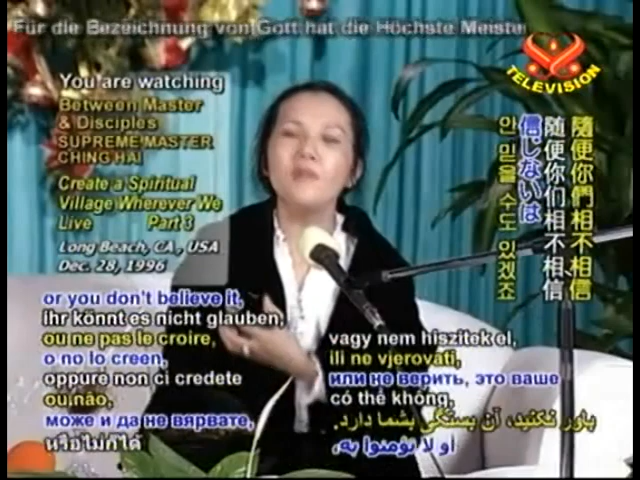 Für die Bezeichnung von Gott hat die Höchste Meiste
TELEVISION
You are watching
Between Master
& Disciples
SUPREME MASTER
CHING HAI
Create a Spiritual
Village Wherever We
Live Part 3
Long Beach, CA , USA
Dec. 28, 1996
隨便你們相不相信
随便你们相不相信
信じないは
안 믿을 수도 있겠죠
or you don't believe it,
ihr könnt es nicht glauben,
ou ne pas le croire,
o no lo creen,
oppure non ci credete
ou não,
може и да не вярвате,
หรือไม่ก็ได้
vagy nem hiszitek el,
ili ne vjerovati,
или не верить, это ваше
có thể không,
باور نکنید، آن بستگی بشما دارد.
أو لا تؤمنوا به،